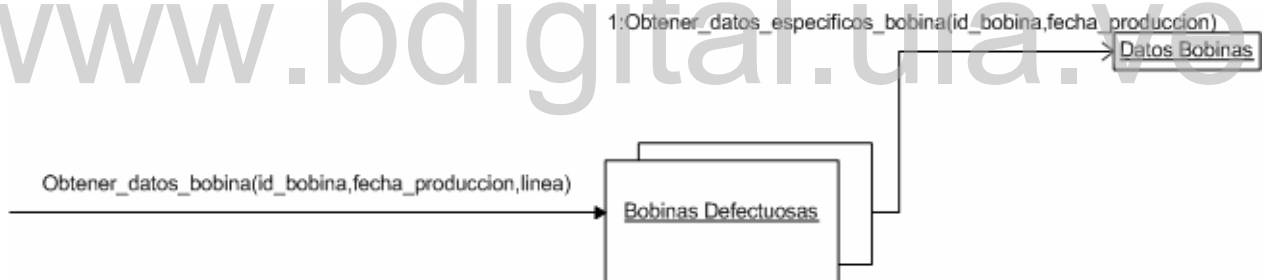 www.bdigital.ula.ve
1:Obtener_datos_especificos_bobina(id_bobina,fecha_produccion)
Datos Bobinas
Obtener_datos_bobina(id_bobina,fecha_produccion,linea)
Bobinas Defectuosas